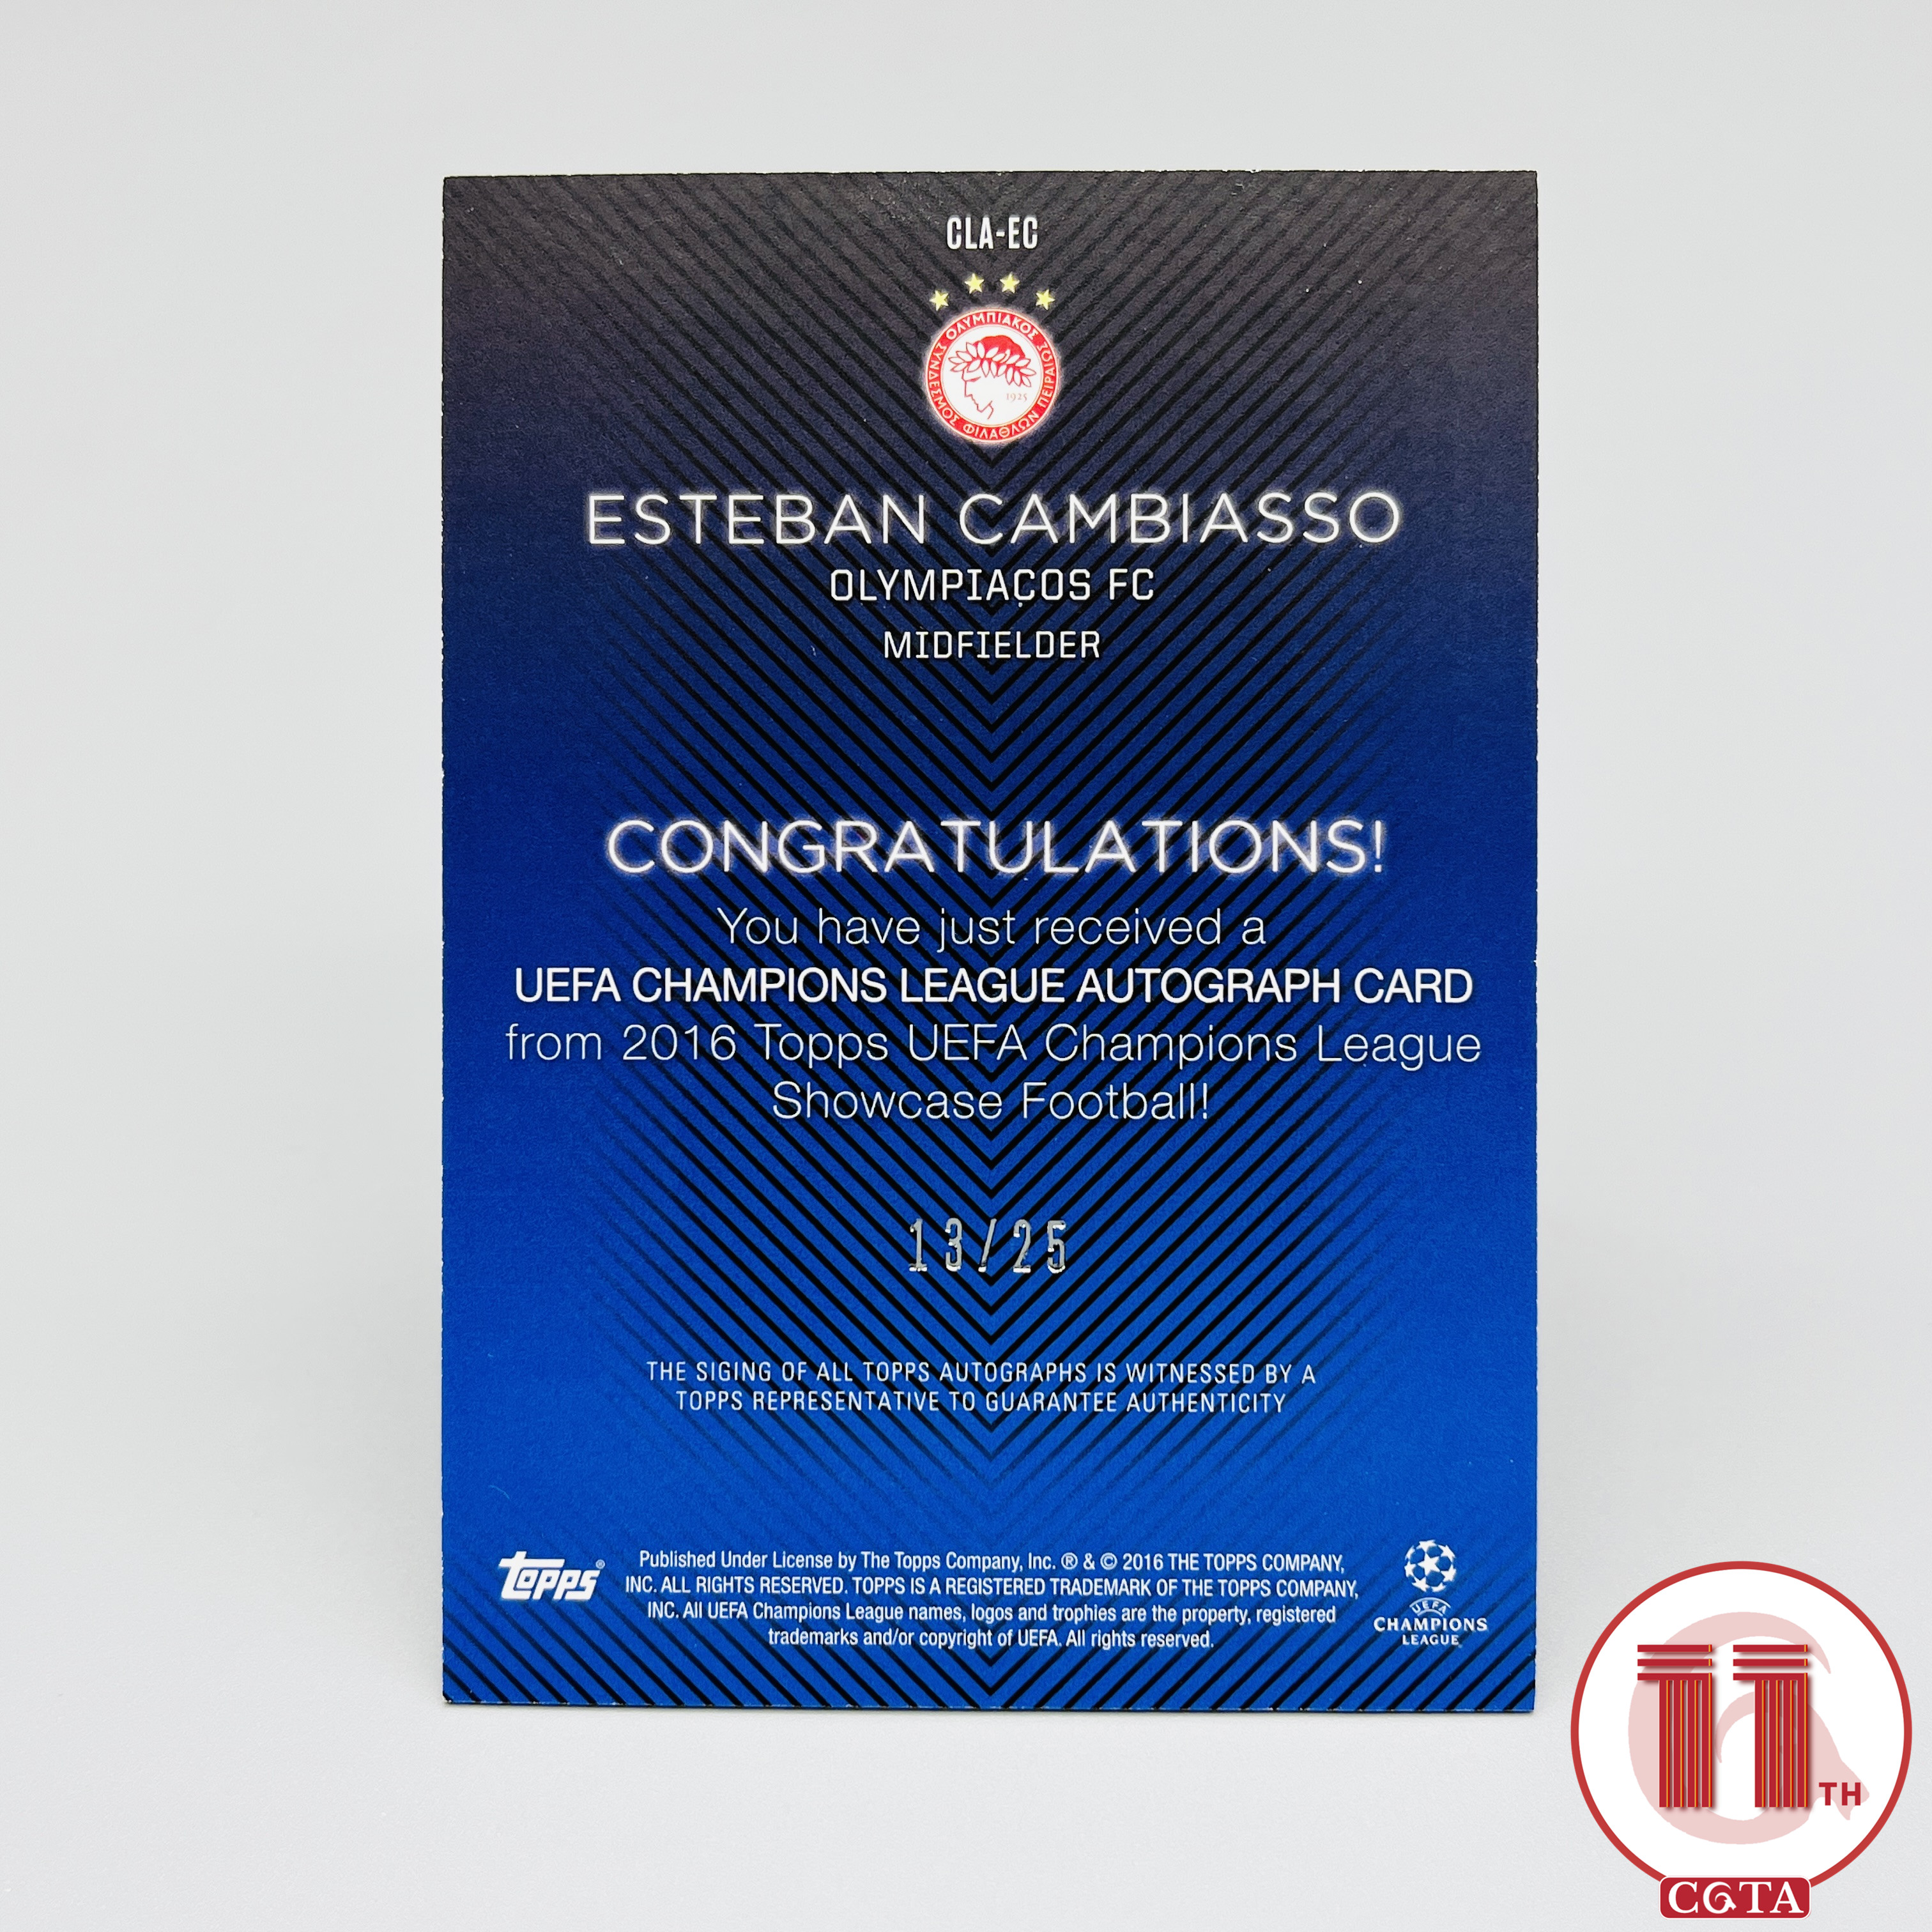 CLA-EC
ΣΥΝΔΕΣΜΟΣ ΦΙΛΑΘΛΩΝ ΠΕΙΡΑΙΩΣ
ΟΛΥΜΠΙΑΚΟΣ
1925
ESTEBAN CAMBIASSO
OLYMPIAÇOS FC
MIDFIELDER
CONGRATULATIONS!
You have just received a
UEFA CHAMPIONS LEAGUE AUTOGRAPH CARD
from 2016 Topps UEFA Champions League
Showcase Football!
13/25
THE SIGING OF ALL TOPPS AUTOGRAPHS IS WITNESSED BY A
TOPPS REPRESENTATIVE TO GUARANTEE AUTHENTICITY
topps®
Published Under License by The Topps Company, Inc. ® & © 2016 THE TOPPS COMPANY,
INC. ALL RIGHTS RESERVED. TOPPS IS A REGISTERED TRADEMARK OF THE TOPPS COMPANY,
INC. All UEFA Champions League names, logos and trophies are the property, registered
trademarks and/or copyright of UEFA. All rights reserved.
UEFA
CHAMPIONS
LEAGUE
11TH
CGTA